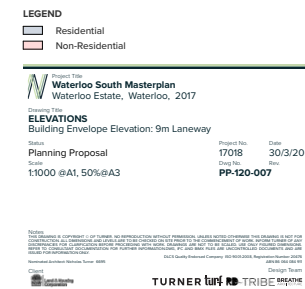 LEGEND
Residential
Non-Residential
Project Title
Waterloo South Masterplan
Waterloo Estate, Waterloo, 2017
Drawing Title
ELEVATIONS
Building Envelope Elevation: 9m Laneway
Status Project No. Date
Planning Proposal 17018 30/3/20
Scale Dwg No. Rev.
1:1000 @A1, 50%@A3 PP-120-007
Notes
Client Design Team
TURNER turf TRIBE BREATHE